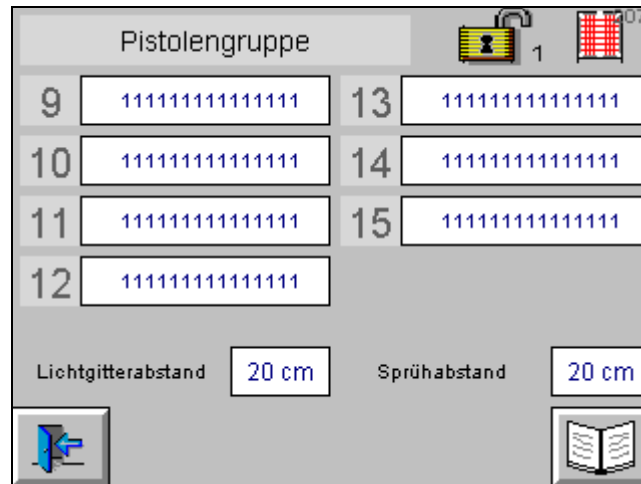 Pistolengruppe 1
9 111111111111111 13 111111111111111
10 111111111111111 14 111111111111111
11 111111111111111 15 111111111111111
12 111111111111111
Lichtgitterabstand 20 cm Sprühabstand 20 cm